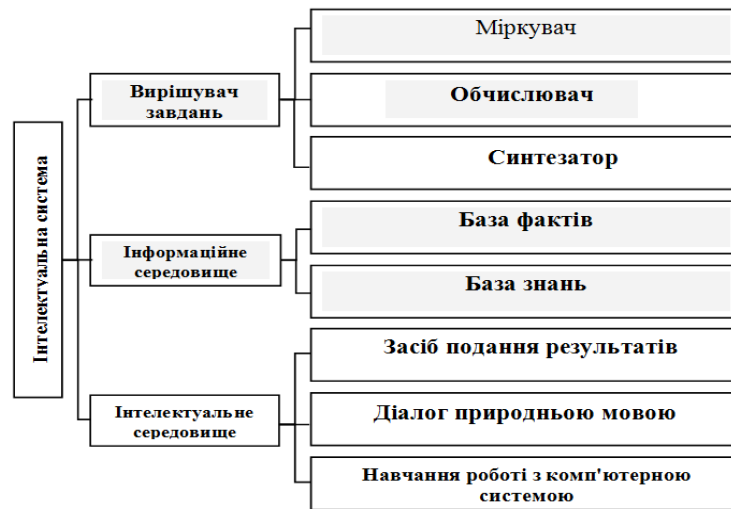 Інтелектуальна система
Вирішувач
завдань
Міркувач
Обчислювач
Синтезатор
Інформаційне
середовище
База фактів
База знань
Інтелектуальне
середовище
Засіб подання результатів
Діалог природньою мовою
Навчання роботі з комп'ютерною
системою